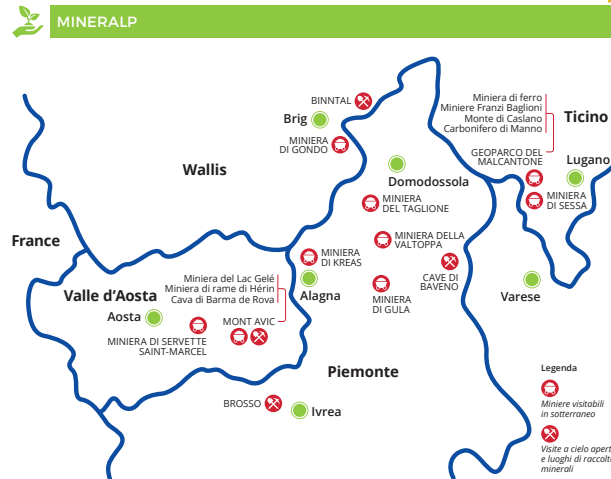 MINERALP
BINNTAL
Brig
MINIERA
DI GONDO
Wallis
France
Domodossola
MINIERA
DEL TAGLIONE
MINIERA DELLA
VALTOPPA
CAVE DI
BAVENO
MINIERA
DI KREAS
Alagna
MINIERA
DI GULA
Miniera di ferro
Miniere Franzi Baglioni
Monte di Caslano
Carbonifero di Manno
Ticino
GEOPARCO DEL
MALCANTONE
Lugano
MINIERA
DI SESSA
Varese
Valle d'Aosta
Aosta
Miniera del Lac Gelé
Miniera di rame di Hérin
Cava di Barma de Rova
MONT AVIC
MINIERA DI SERVETTE
SAINT-MARCEL
Piemonte
BROSSO
Ivrea
Legenda
Miniere visitabili
in sotterraneo
Visite a cielo apert
e luoghi di raccolt
minerali